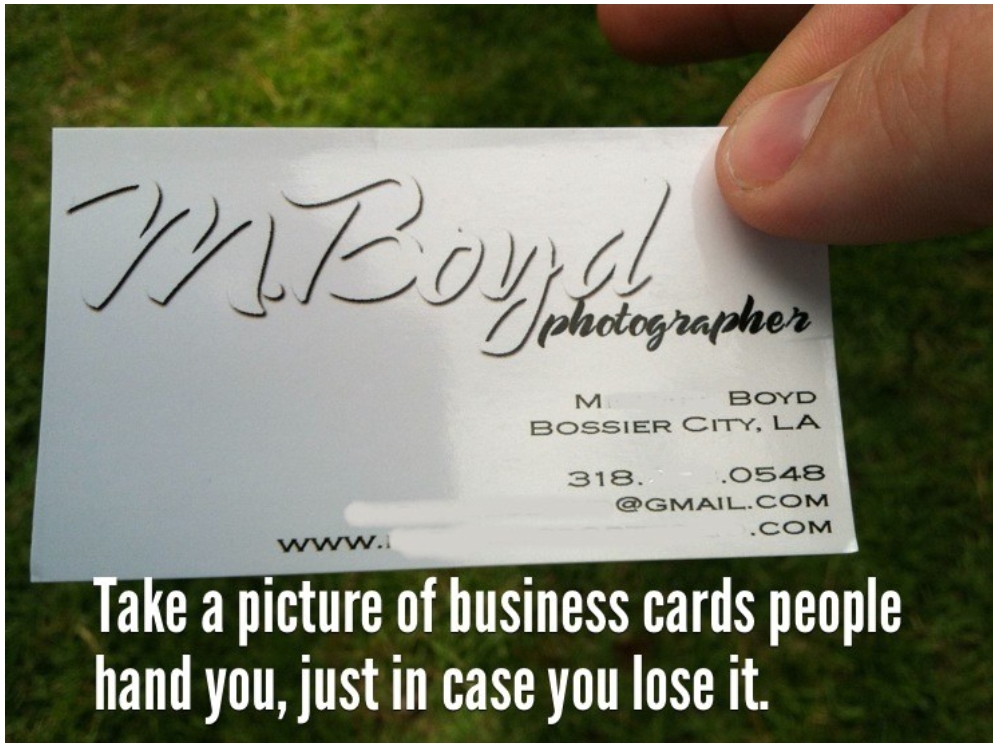 M.Boyd
photographer
M BOYD
BOSSIER CITY, LA
318. .0548
@GMAIL.COM
WWW. .COM
Take a picture of business cards people
hand you, just in case you lose it.